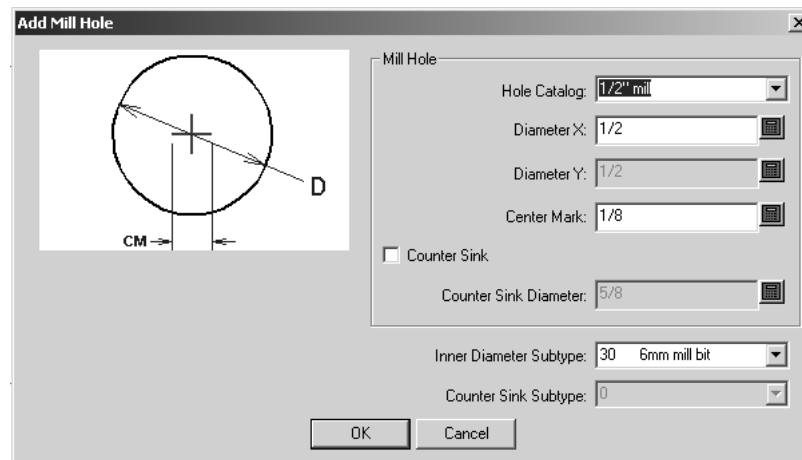 Add Mill Hole
D
CM
Mill Hole
Hole Catalog: 1/2" mill
Diameter X: 1/2
Diameter Y: 1/2
Center Mark: 1/8
Counter Sink
Counter Sink Diameter: 5/8
Inner Diameter Subtype: 30 6mm mill bit
Counter Sink Subtype: 0
OK Cancel